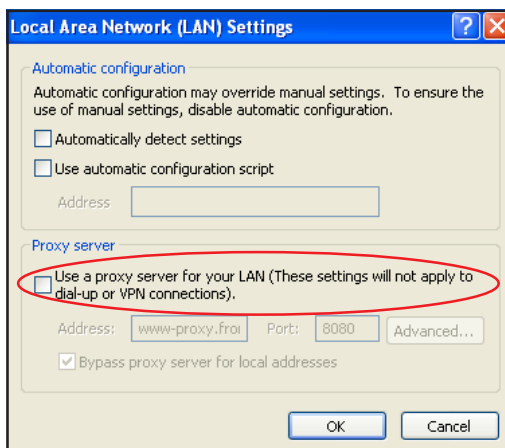 Local Area Network (LAN) Settings
Automatic configuration
Automatic configuration may override manual settings. To ensure the
use of manual settings, disable automatic configuration.
Automatically detect settings
Use automatic configuration script
Address
Proxy server
Use a proxy server for your LAN (These settings will not apply to
dial-up or VPN connections).
Address: www-proxy.fro Port: 8080 Advanced...
Bypass proxy server for local addresses
OK Cancel